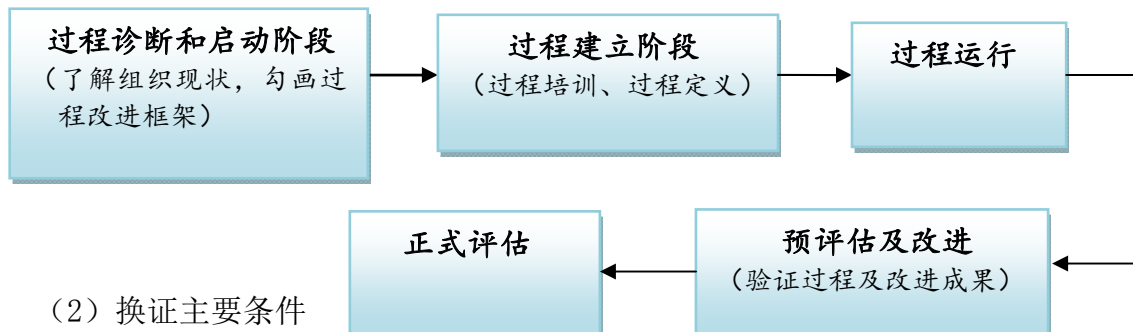 过程诊断和启动阶段
（了解组织现状，勾画过
程改进框架）
过程建立阶段
（过程培训、过程定义）
过程运行
预评估及改进
（验证过程及改进成果）
正式评估
（2）换证主要条件